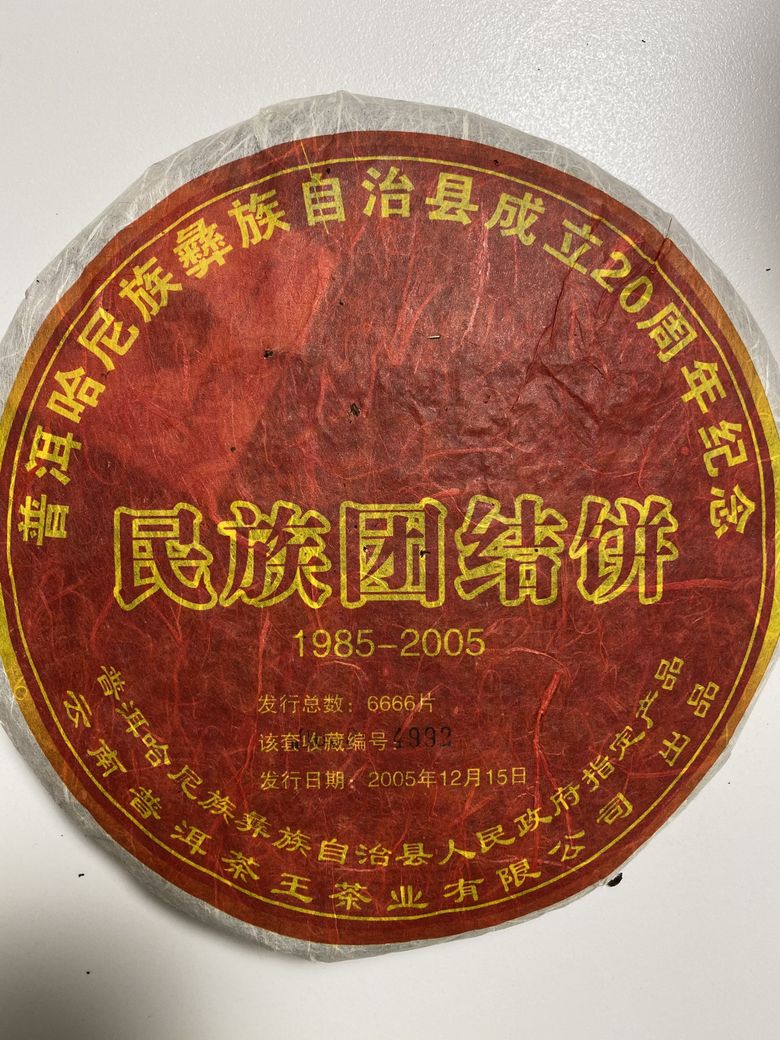 普洱哈尼族彝族自治县成立20周年纪念
民族团结饼
1985-2005
发行总数：6666片
该套收藏编号：4992
发行日期：2005年12月15日
普洱哈尼族彝族自治县人民政府指定产品
云南普洱茶王茶业有限公司 出品